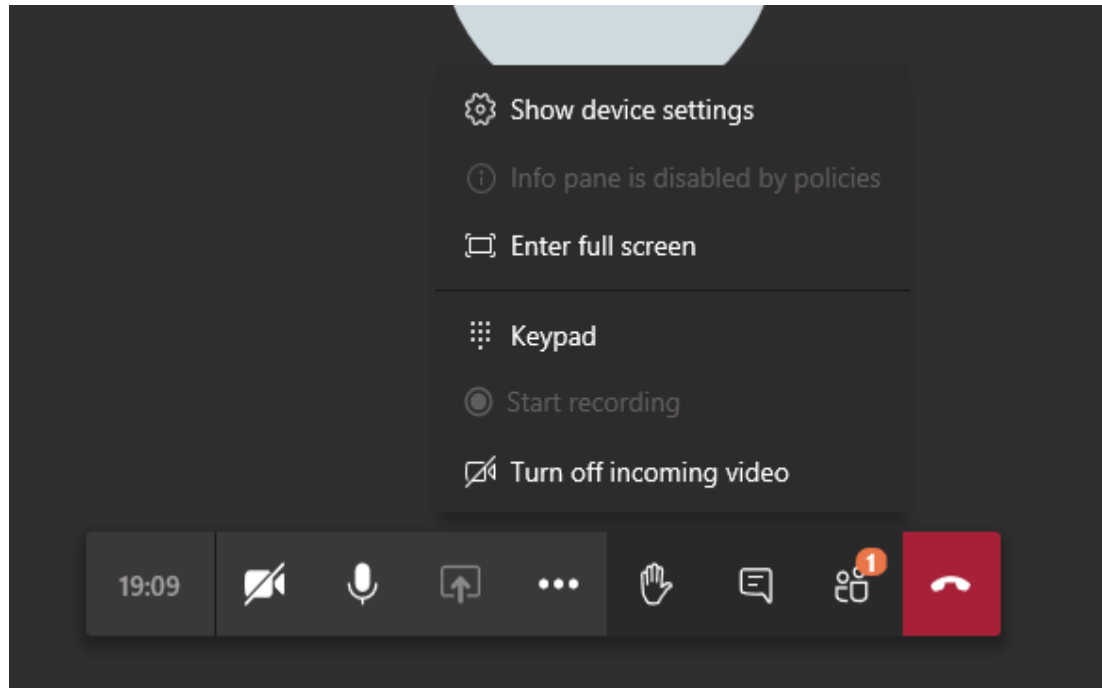 Show device settings
Info pane is disabled by policies
Enter full screen
Keypad
Start recording
Turn off incoming video
19:09
1